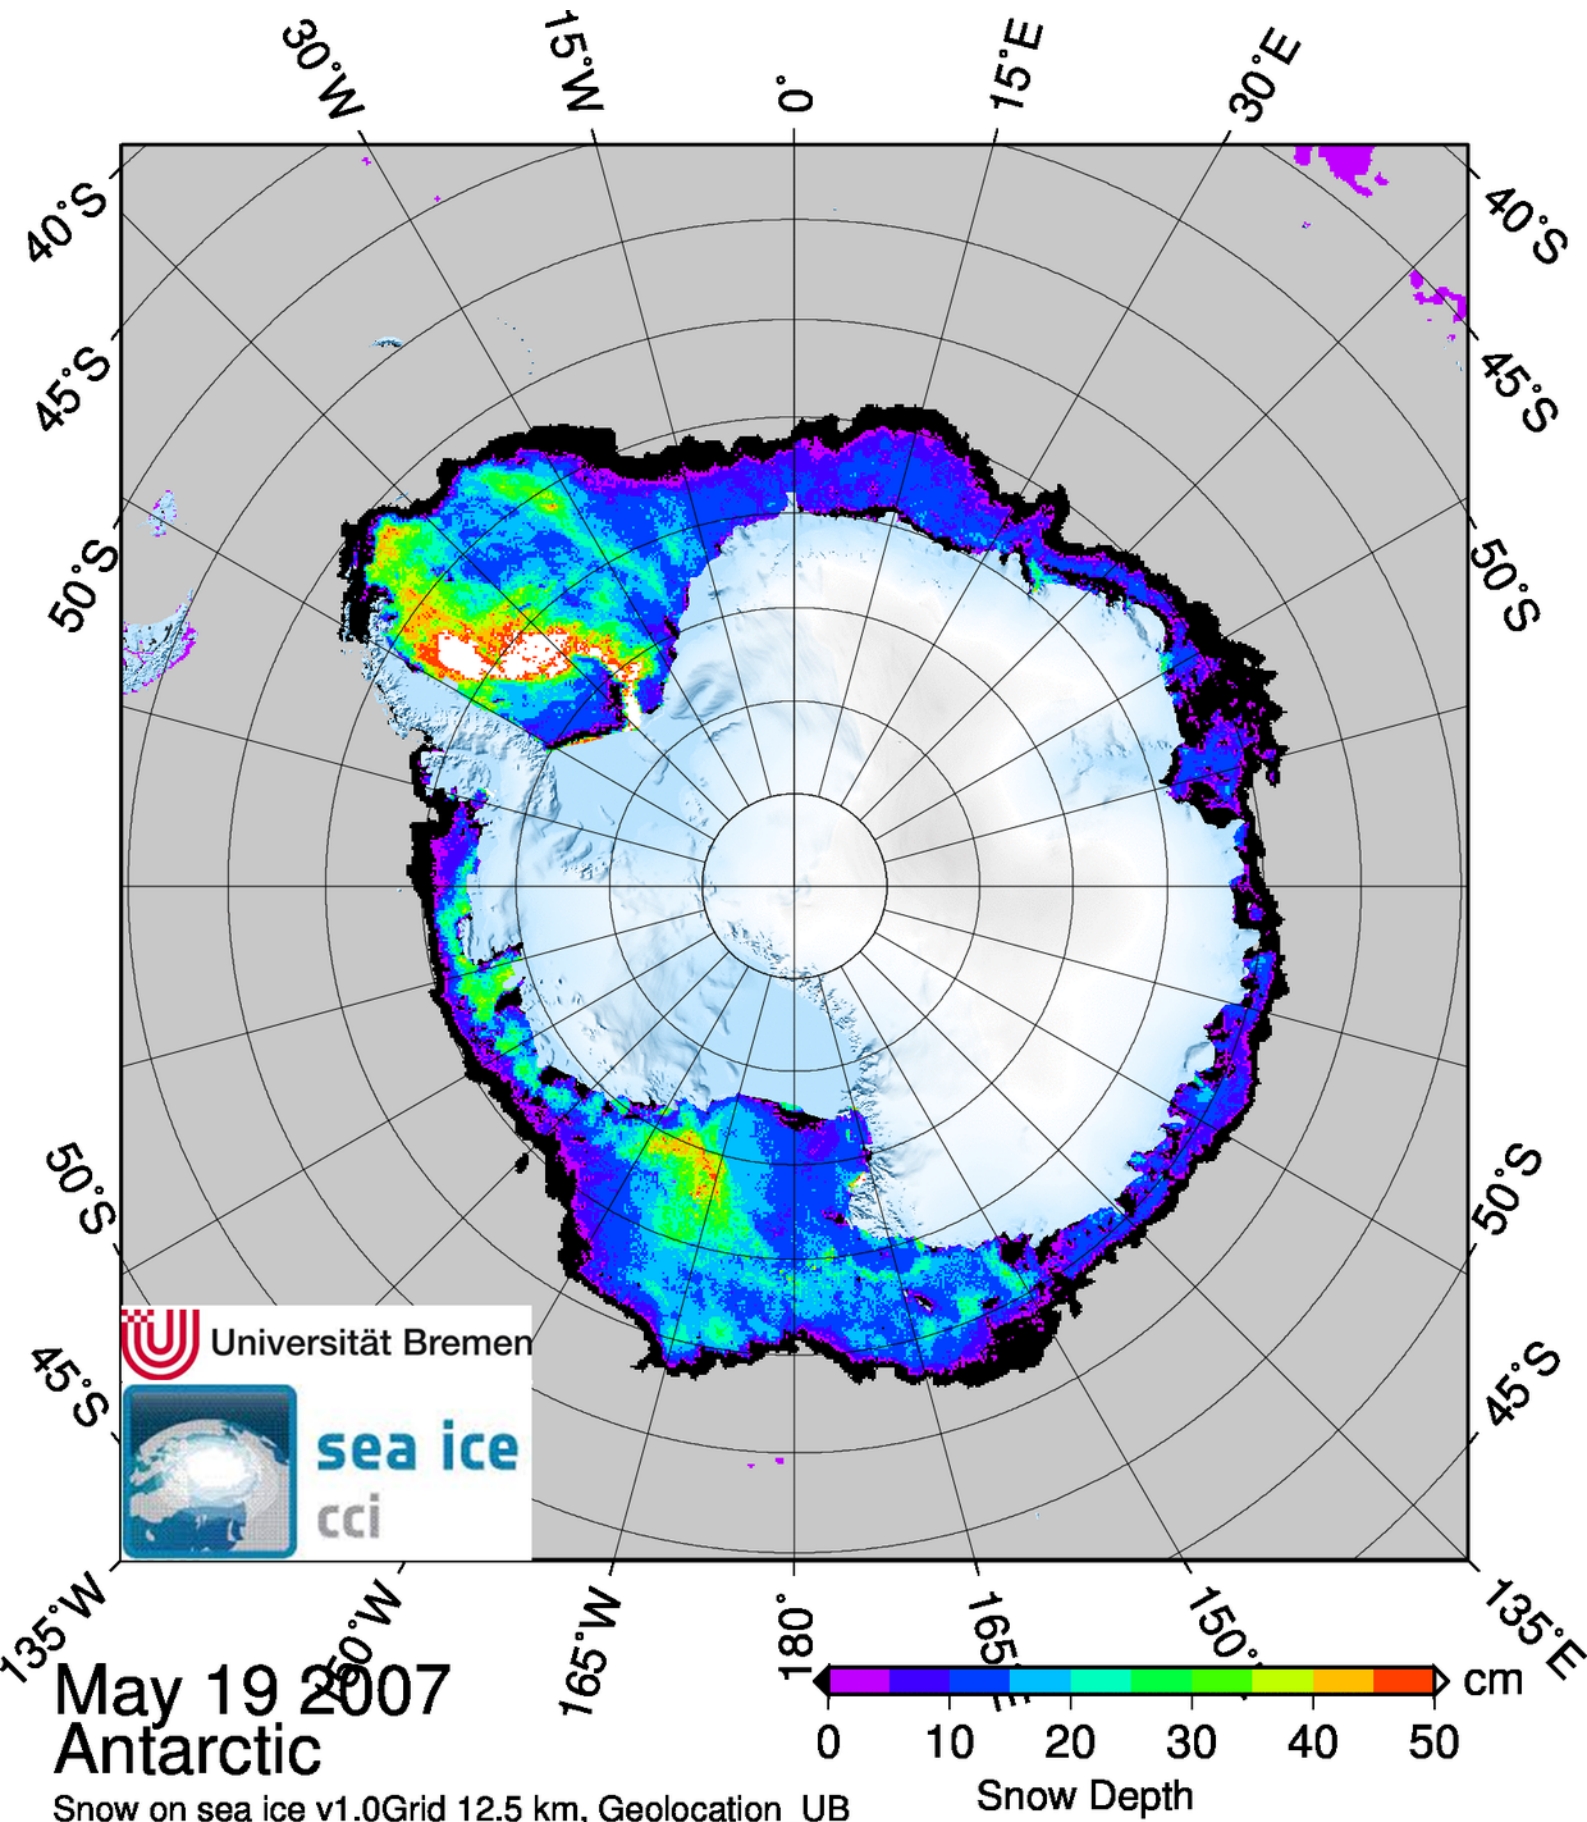 30°W 15°W 0° 15°E 30°E
40°S 40°S
45°S 45°S
50°S 50°S
50°S 50°S
45°S 45°S
Universität Bremen
sea ice
cci
135°W 165°W 180° 165°E 150° 135°E
May 19 2007
Antarctic
Snow on sea ice v1.0Grid 12.5 km, Geolocation UB
cm
0 10 20 30 40 50
Snow Depth